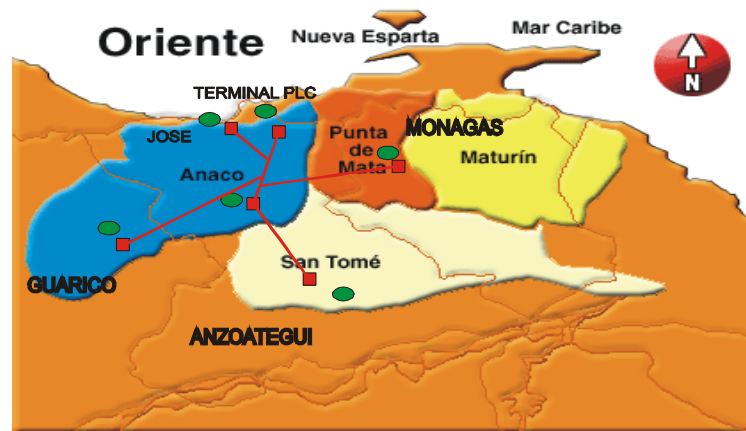 Oriente
Nueva Esparta
Mar Caribe
N
TERMINAL PLC
JOSE
Punta
de
Mata
MONAGAS
Maturín
Anaco
San Tomé
GUARICO
ANZOATEGUI